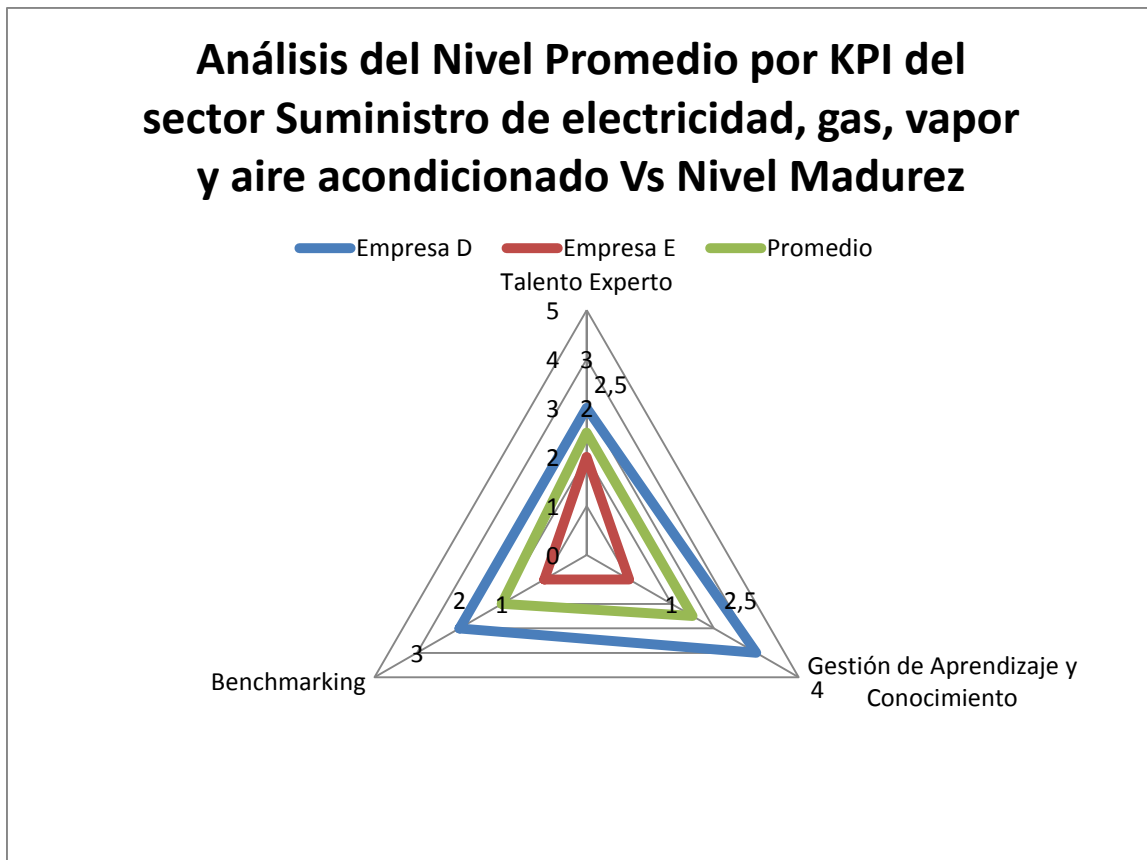 Análisis del Nivel Promedio por KPI del
sector Suministro de electricidad, gas, vapor
y aire acondicionado Vs Nivel Madurez
Empresa D Empresa E Promedio
Talento Experto
5
4 3
2,5
3 2
2
1
0
2 1 1 2,5
3
Benchmarking
Gestión de Aprendizaje y
4 Conocimiento